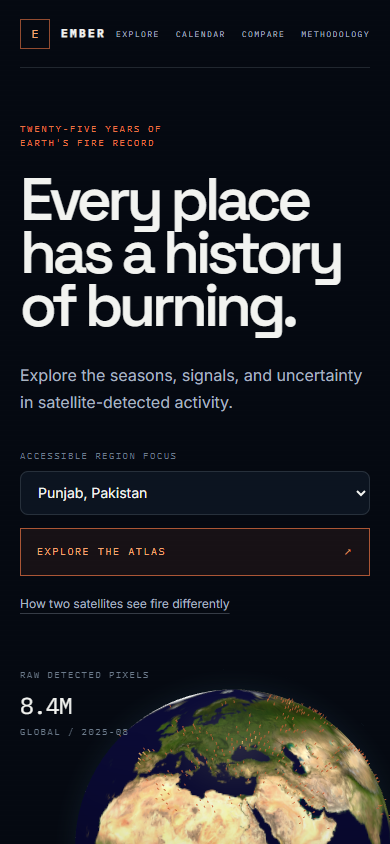 E EMBER EXPLORE CALENDAR COMPARE METHODOLOGY
TWENTY-FIVE YEARS OF
EARTH'S FIRE RECORD
Every place
has a history
of burning.
Explore the seasons, signals, and uncertainty
in satellite-detected activity.
ACCESSIBLE REGION FOCUS
Punjab, Pakistan
EXPLORE THE ATLAS ↗
How two satellites see fire differently
RAW DETECTED PIXELS
8.4M
GLOBAL / 2025-08